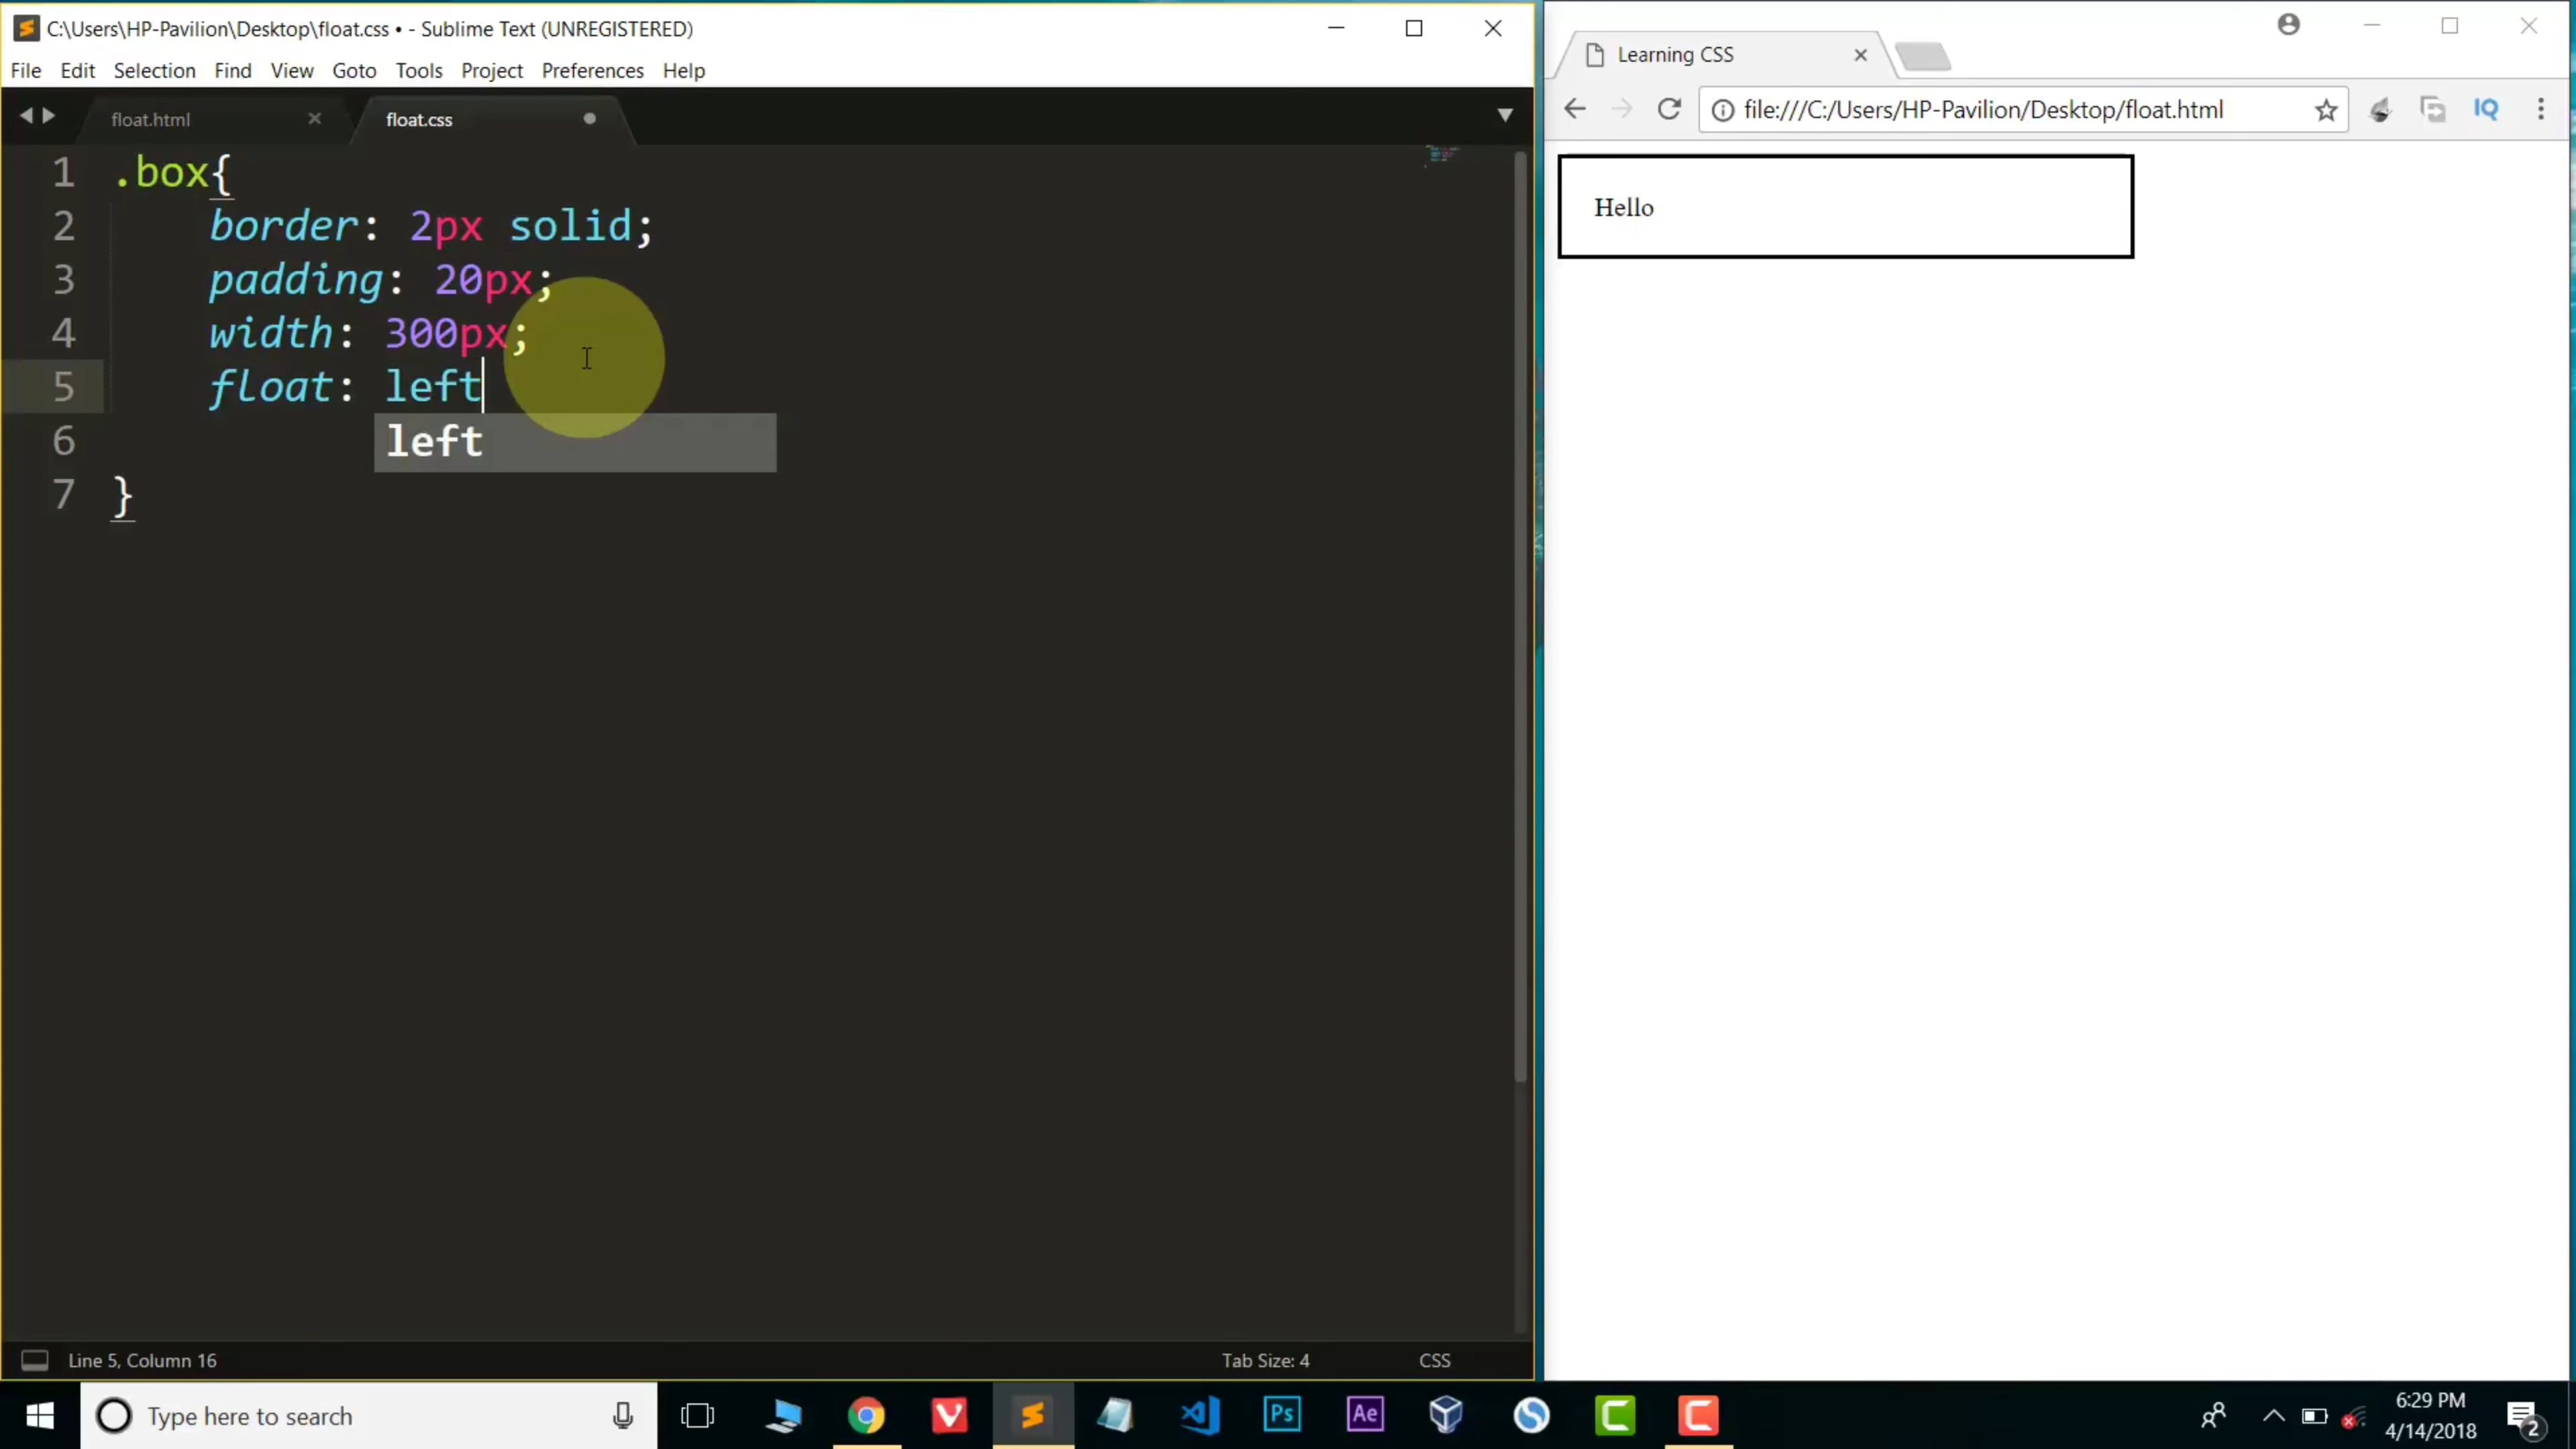 C:\Users\HP-Pavilion\Desktop\float.css • - Sublime Text (UNREGISTERED)
File Edit Selection Find View Goto Tools Project Preferences Help
float.html
float.css
1 .box{
2 border: 2px solid;
3 padding: 20px;
4 width: 300px;
5 float: left
left
6
7 }
Line 5, Column 16
Tab Size: 4
CSS
Learning CSS
file:///C:/Users/HP-Pavilion/Desktop/float.html
IQ
Hello
Type here to search
Ps
Ae
6:29 PM
4/14/2018
2